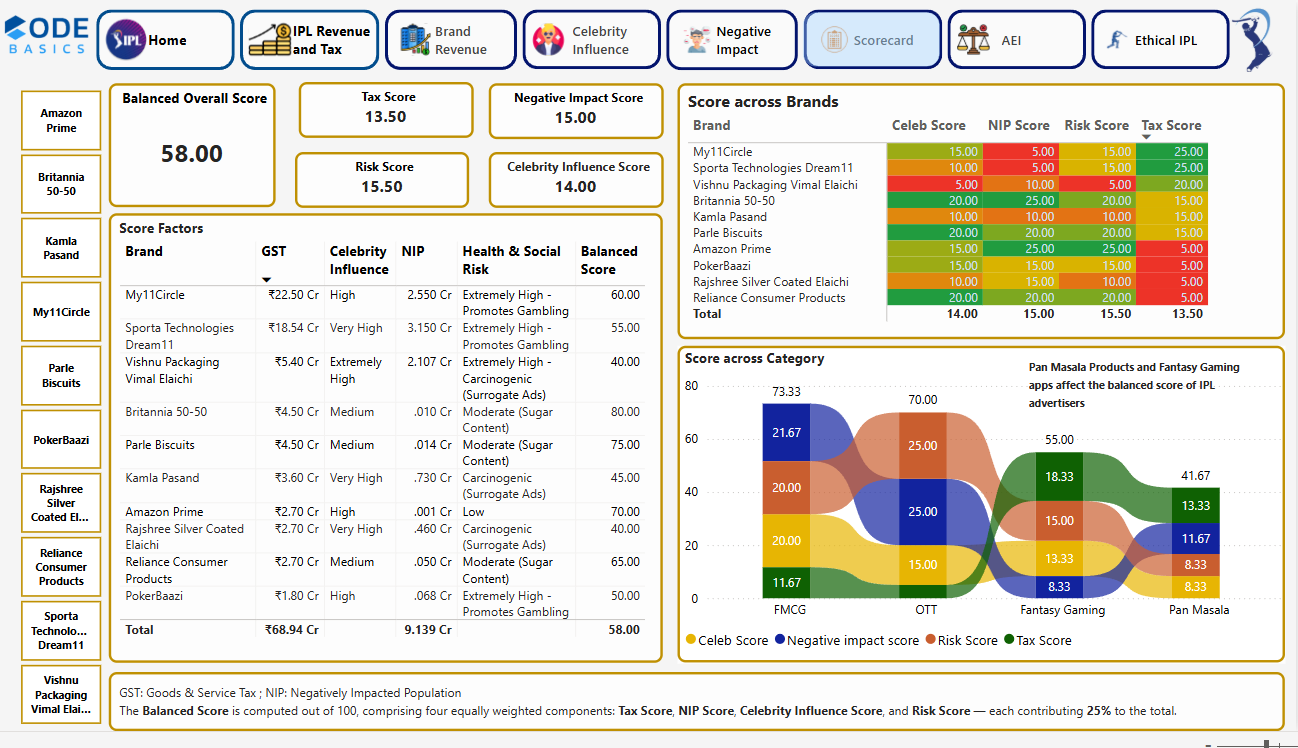 CODE
BASICS
IPL
Home
IPL Revenue
and Tax
Brand
Revenue
Celebrity
Influence
Negative
Impact
Scorecard
AEI
Ethical IPL
Amazon
Prime
Britannia
50-50
Kamla
Pasand
My11Circle
Parle
Biscuits
PokerBaazi
Rajshree
Silver
Coated El...
Reliance
Consumer
Products
Sporta
Technolo...
Dream11
Vishnu
Packaging
Vimal Elai...
Balanced Overall Score
58.00
Tax Score
13.50
Negative Impact Score
15.00
Risk Score
15.50
Celebrity Influence Score
14.00
Score Factors
Brand GST Celebrity Influence NIP Health & Social Risk Balanced Score
My11Circle ₹22.50 Cr High 2.550 Cr Extremely High - Promotes Gambling 60.00
Sporta Technologies Dream11 ₹18.54 Cr Very High 3.150 Cr Extremely High - Promotes Gambling 55.00
Vishnu Packaging Vimal Elaichi ₹5.40 Cr Extremely High 2.107 Cr Extremely High - Carcinogenic (Surrogate Ads) 40.00
Britannia 50-50 ₹4.50 Cr Medium .010 Cr Moderate (Sugar Content) 80.00
Parle Biscuits ₹4.50 Cr Medium .014 Cr Moderate (Sugar Content) 75.00
Kamla Pasand ₹3.60 Cr Very High .730 Cr Carcinogenic (Surrogate Ads) 45.00
Amazon Prime ₹2.70 Cr High .001 Cr Low 70.00
Rajshree Silver Coated Elaichi ₹2.70 Cr Very High .460 Cr Carcinogenic (Surrogate Ads) 40.00
Reliance Consumer Products ₹2.70 Cr Medium .050 Cr Moderate (Sugar Content) 65.00
PokerBaazi ₹1.80 Cr High .068 Cr Extremely High - Promotes Gambling 50.00
Total ₹68.94 Cr 9.139 Cr 58.00
Score across Brands
Brand Celeb Score NIP Score Risk Score Tax Score
My11Circle 15.00 5.00 15.00 25.00
Sporta Technologies Dream11 10.00 5.00 15.00 25.00
Vishnu Packaging Vimal Elaichi 5.00 10.00 5.00 20.00
Britannia 50-50 20.00 25.00 20.00 15.00
Kamla Pasand 10.00 10.00 10.00 15.00
Parle Biscuits 20.00 20.00 20.00 15.00
Amazon Prime 15.00 25.00 25.00 5.00
PokerBaazi 15.00 15.00 15.00 5.00
Rajshree Silver Coated Elaichi 10.00 15.00 10.00 5.00
Reliance Consumer Products 20.00 20.00 20.00 5.00
Total 14.00 15.00 15.50 13.50
Score across Category
Pan Masala Products and Fantasy Gaming
apps affect the balanced score of IPL
advertisers
80
60
40
20
0
73.33
21.67
20.00
20.00
11.67
FMCG
70.00
25.00
25.00
15.00
OTT
55.00
18.33
15.00
13.33
8.33
Fantasy Gaming
41.67
13.33
11.67
8.33
8.33
Pan Masala
Celeb Score Negative impact score Risk Score Tax Score
GST: Goods & Service Tax ; NIP: Negatively Impacted Population
The Balanced Score is computed out of 100, comprising four equally weighted components: Tax Score, NIP Score, Celebrity Influence Score, and Risk Score — each contributing 25% to the total.